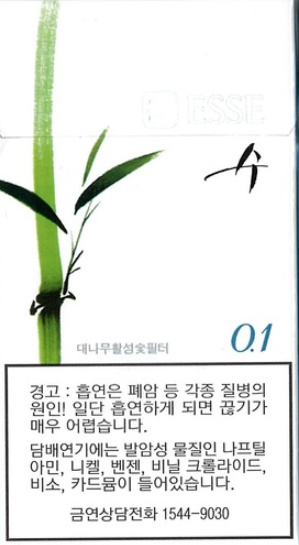 ESSE
수
대나무활성숯필터
0.1
경고 : 흡연은 폐암 등 각종 질병의
원인!! 일단 흡연하게 되면 끊기가
매우 어렵습니다.
담배연기에는 발암성 물질인 나프틸
아민, 니켈, 벤젠, 비닐 크롤라이드,
비소, 카드뮴이 들어있습니다.
금연상담전화 1544-9030